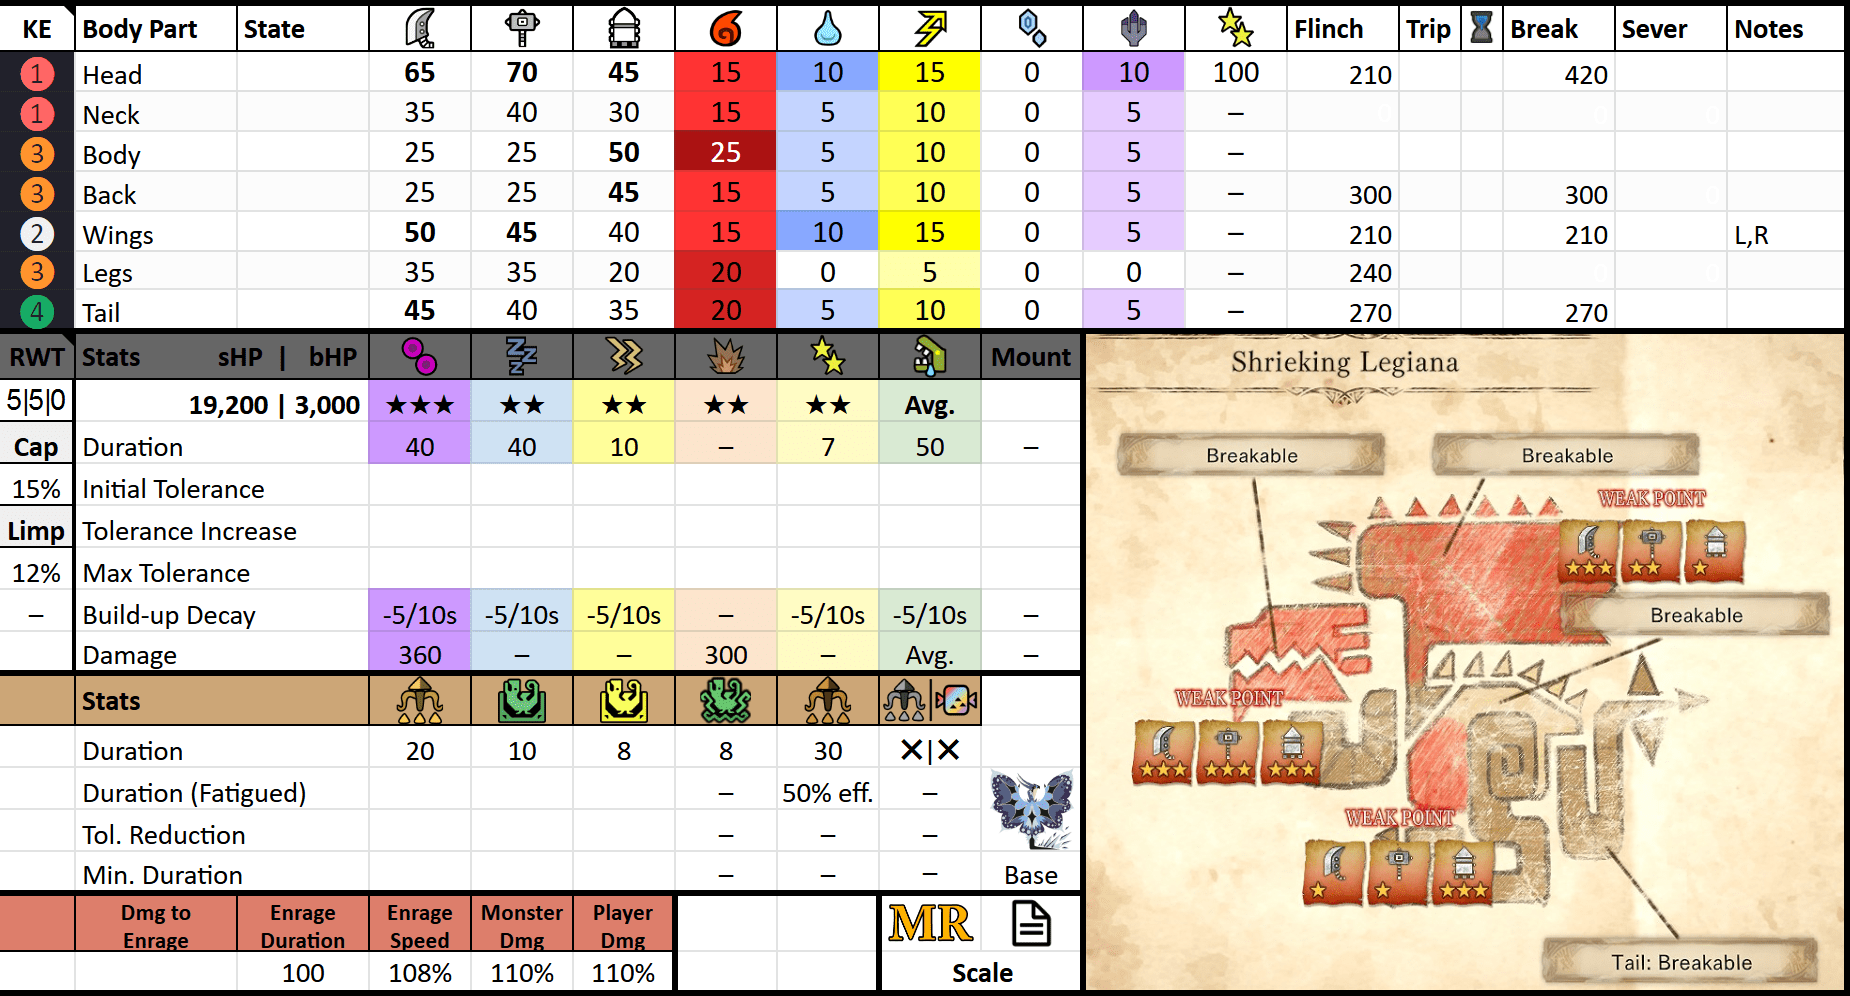 KE Body Part State Flinch Trip Break Sever Notes
1 Head 65 70 45 15 10 15 0 10 100 210 420
1 Neck 35 40 30 15 5 10 0 5 –
3 Body 25 25 50 25 5 10 0 5 –
3 Back 25 25 45 15 5 10 0 5 – 300 300
2 Wings 50 45 40 15 10 15 0 5 – 210 210 L,R
3 Legs 35 35 20 20 0 5 0 0 – 240
4 Tail 45 40 35 20 5 10 0 5 – 270 270
RWT Stats sHP | bHP Mount
5|5|0 19,200 | 3,000 ★★★ ★★ ★★ ★★ ★★ Avg.
Cap Duration 40 40 10 – 7 50 –
15% Initial Tolerance
Limp Tolerance Increase
12% Max Tolerance
– Build-up Decay -5/10s -5/10s -5/10s – -5/10s -5/10s –
Damage 360 – – 300 – Avg. –
Stats
Duration 20 10 8 8 30 ✕|✕
Duration (Fatigued) – 50% eff. –
Tol. Reduction – – –
Min. Duration – – – Base
Dmg to Enrage Enrage Duration Enrage Speed Monster Dmg Player Dmg MR
100 108% 110% 110% Scale
Shrieking Legiana
Breakable Breakable
WEAK POINT
Breakable
WEAK POINT
WEAK POINT
Tail: Breakable